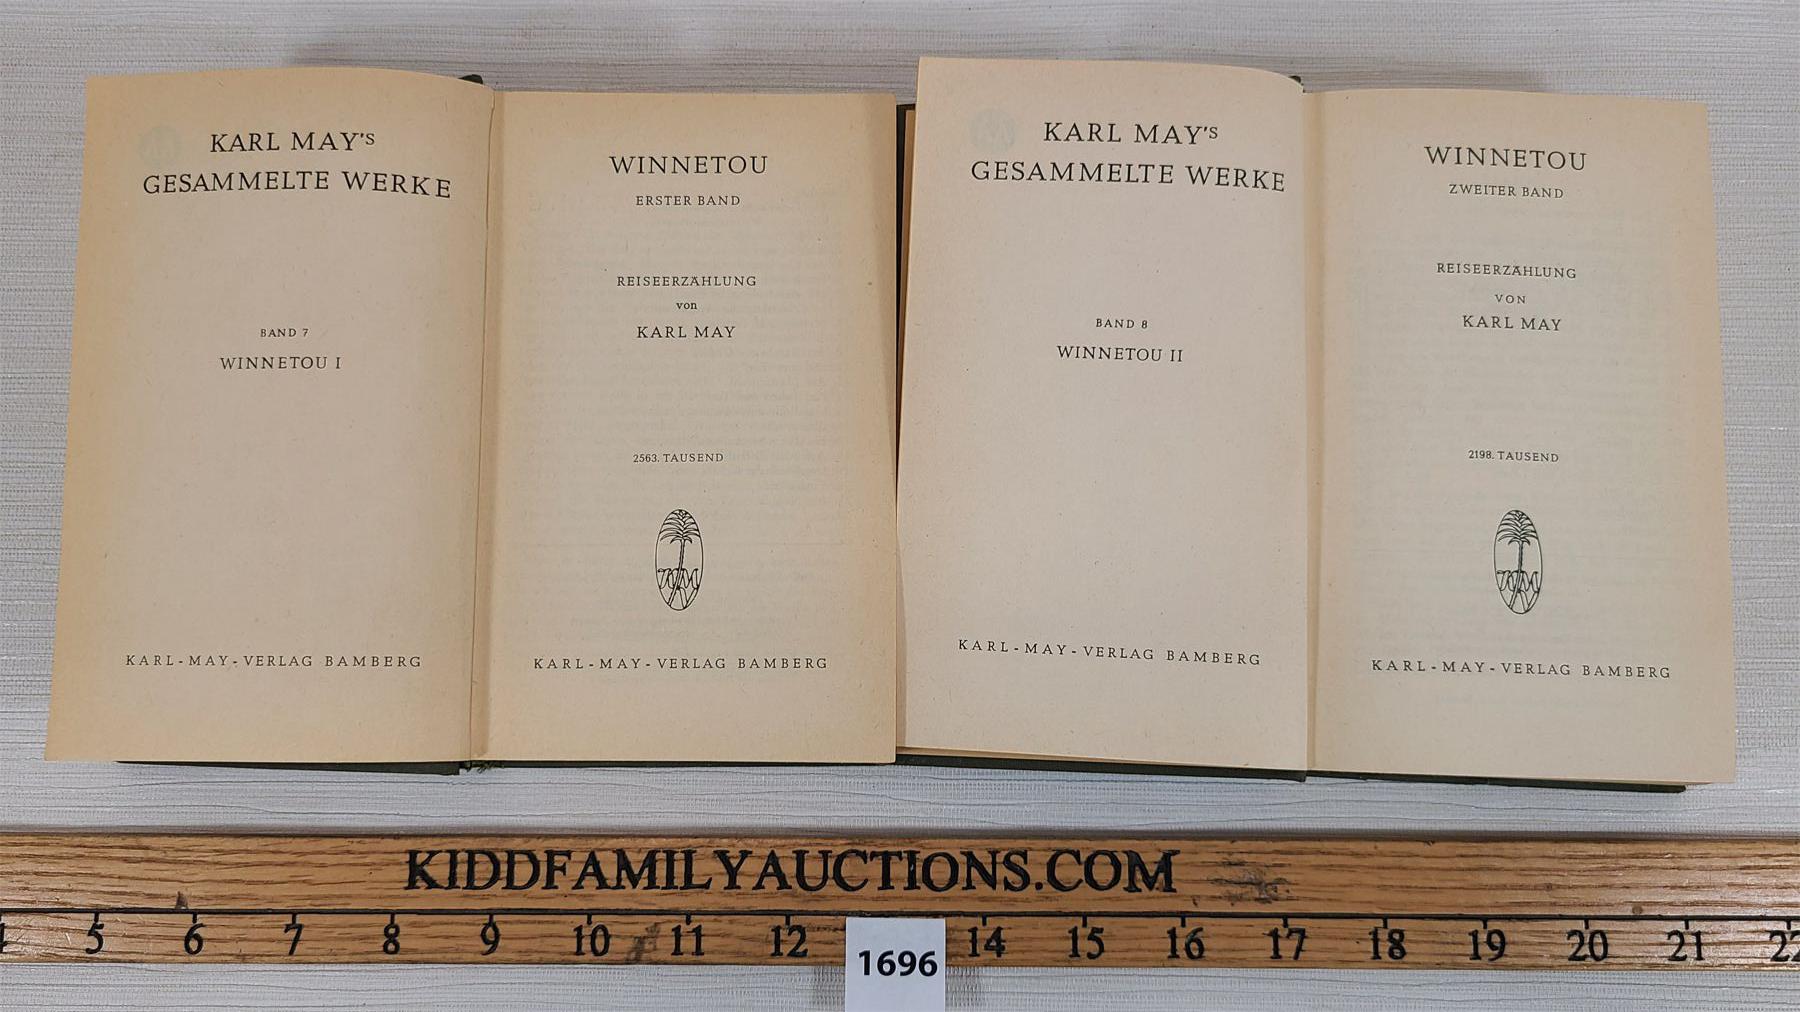 KARL MAY'S
GESAMMELTE WERKE
BAND 7
WINNETOU I
KARL-MAY-VERLAG BAMBERG
WINNETOU
ERSTER BAND
REISEERZÄHLUNG
von
KARL MAY
2563. TAUSEND
KARL-MAY-VERLAG BAMBERG
KARL MAY'S
GESAMMELTE WERKE
BAND 8
WINNETOU II
KARL-MAY-VERLAG BAMBERG
WINNETOU
ZWEITER BAND
REISEERZÄHLUNG
VON
KARL MAY
2198. TAUSEND
KARL-MAY-VERLAG BAMBERG
KIDDFAMILYAUCTIONS.COM
4 5 6 7 8 9 10 11 12 14 15 16 17 18 19 20 21 22
1696